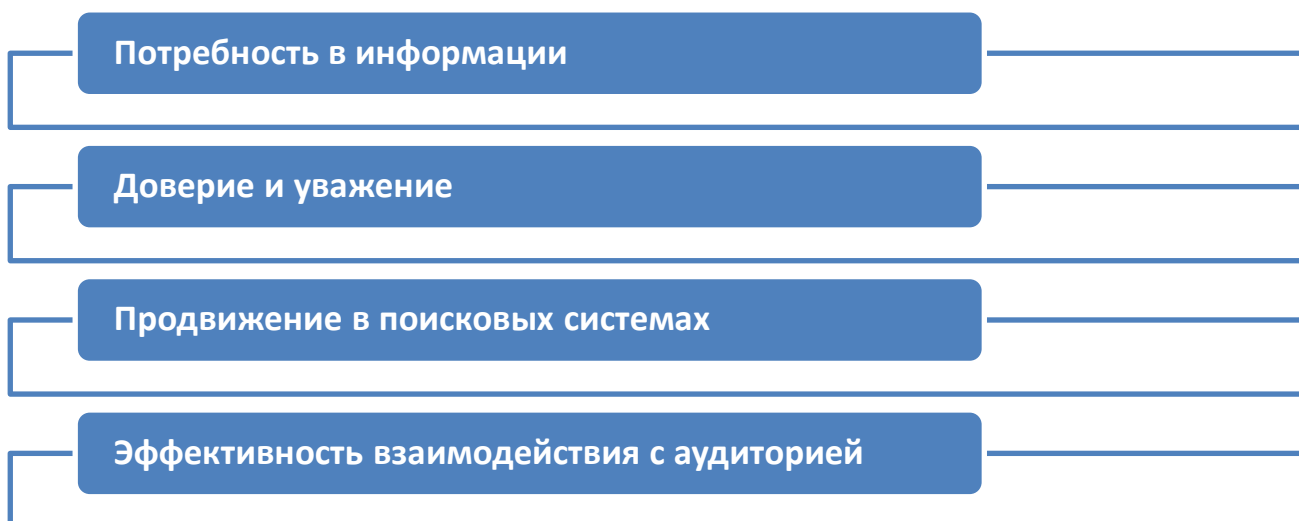 Потребность в информации
Доверие и уважение
Продвижение в поисковых системах
Эффективность взаимодействия с аудиторией